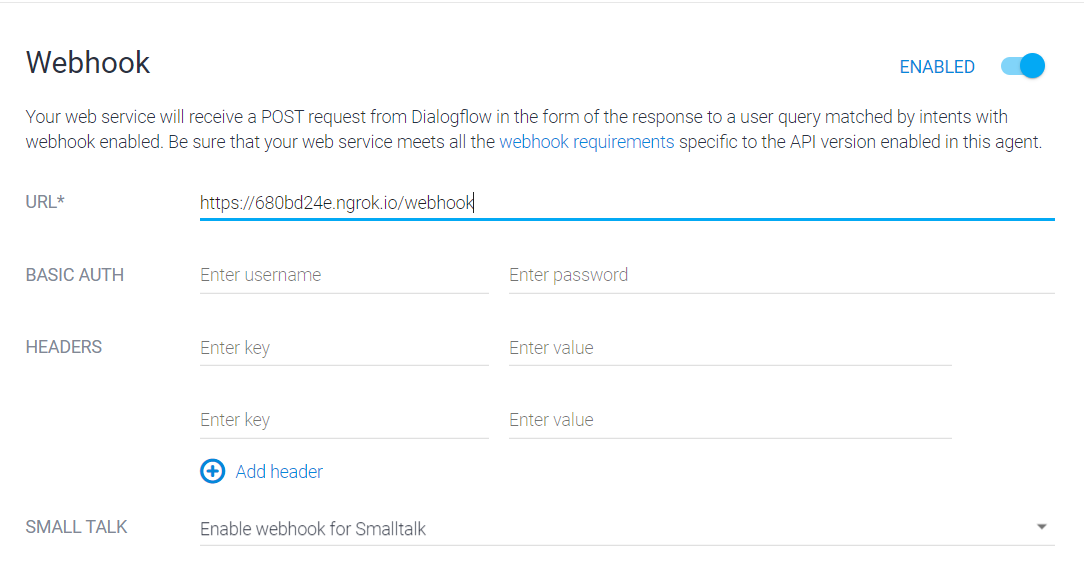 Webhook
ENABLED
Your web service will receive a POST request from Dialogflow in the form of the response to a user query matched by intents with
webhook enabled. Be sure that your web service meets all the webhook requirements specific to the API version enabled in this agent.
URL*
https://680bd24e.ngrok.io/webhook
BASIC AUTH
Enter username
Enter password
HEADERS
Enter key
Enter value
Enter key
Enter value
Add header
SMALL TALK
Enable webhook for Smalltalk